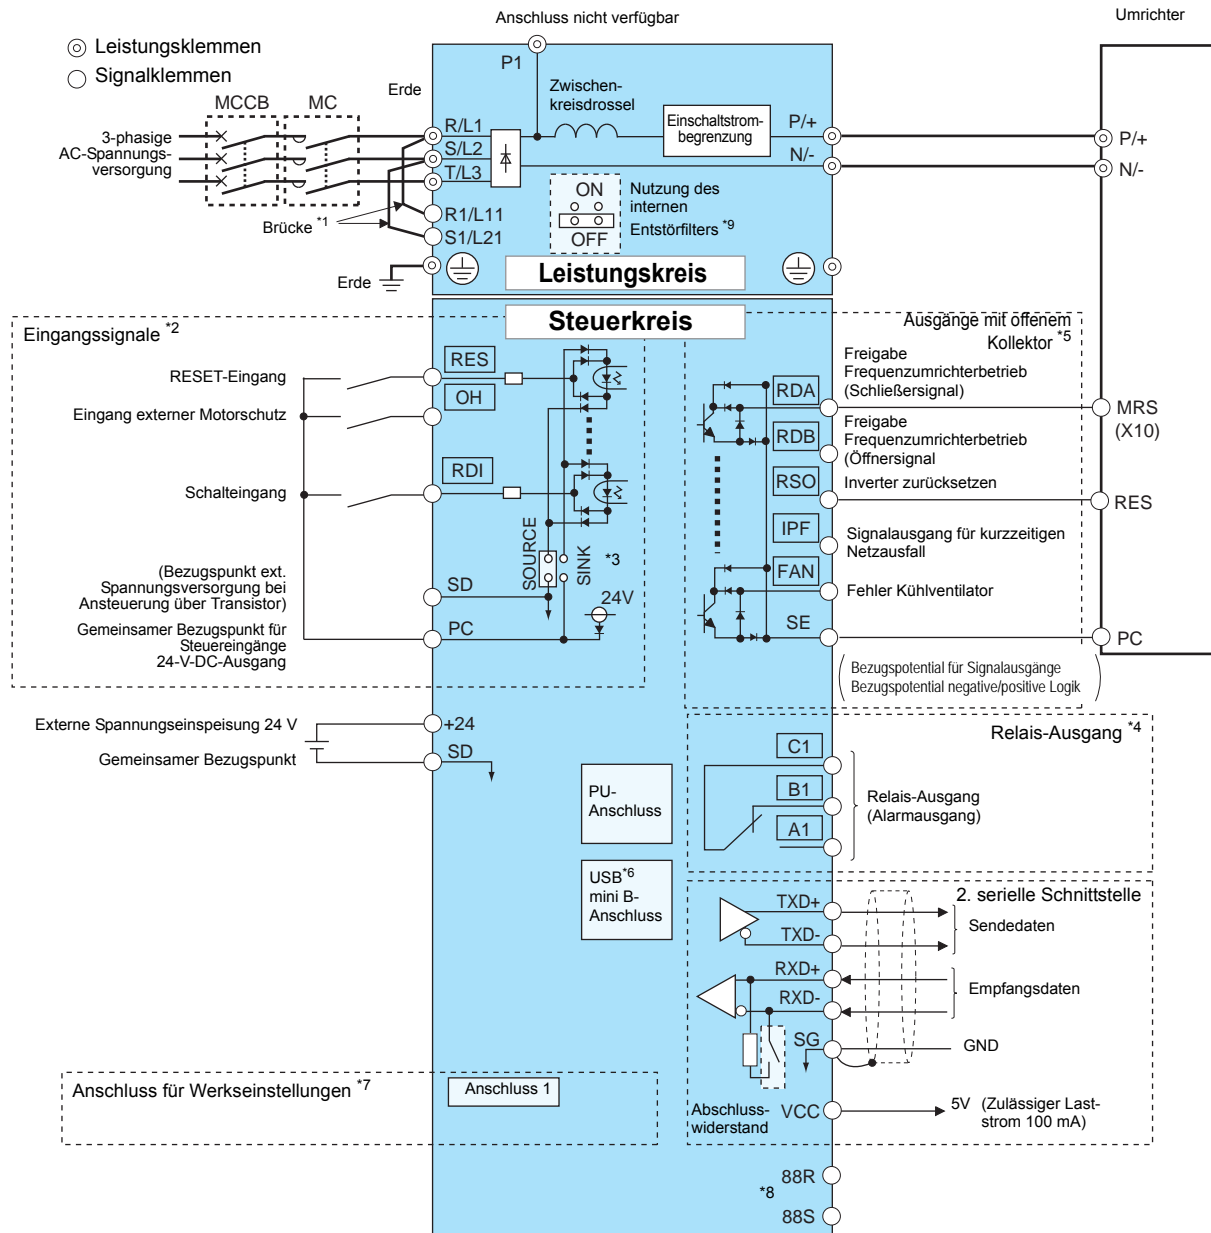 Anschluss nicht verfügbar
Umrichter
Leistungsklemmen
Signalklemmen
P1
Erde
Zwischen-
kreisdrossel
MCCB
MC
Einschaltstrom-
begrenzung
3-phasige
AC-Spannungs-
versorgung
R/L1
S/L2
T/L3
P/+
N/-
P/+
N/-
Brücke *1
R1/L11
S1/L21
ON
OFF
Nutzung des
internen
Entstörfilters *9
Erde
Leistungskreis
Steuerkreis
Eingangssignale *2
Ausgänge mit offenem
Kollektor *5
RESET-Eingang
RES
Eingang externer Motorschutz
OH
Schalteingang
RDI
Freigabe
Frequenzumrichterbetrieb
(Schließersignal)
RDA
MRS
(X10)
Freigabe
Frequenzumrichterbetrieb
(Öffnersignal
RDB
RSO
Inverter zurücksetzen
RES
IPF
Signalausgang für kurzzeitigen
Netzausfall
FAN
Fehler Kühlventilator
SE
PC
SOURCE
SINK
*3
24V
(Bezugspunkt ext.
Spannungsversorgung bei
Ansteuerung über Transistor)
SD
Gemeinsamer Bezugspunkt für
Steuereingänge
24-V-DC-Ausgang
PC
Bezugspotential für Signalausgänge
Bezugspotential negative/positive Logik
Externe Spannungseinspeisung 24 V
+24
Gemeinsamer Bezugspunkt
SD
Relais-Ausgang *4
C1
B1
A1
Relais-Ausgang
(Alarmausgang)
PU-
Anschluss
USB*6
mini B-
Anschluss
2. serielle Schnittstelle
TXD+
TXD-
Sendedaten
RXD+
RXD-
Empfangsdaten
SG
GND
Abschluss-
widerstand
VCC
5V
(Zulässiger Last-
strom 100 mA)
Anschluss für Werkseinstellungen *7
Anschluss 1
*8
88R
88S